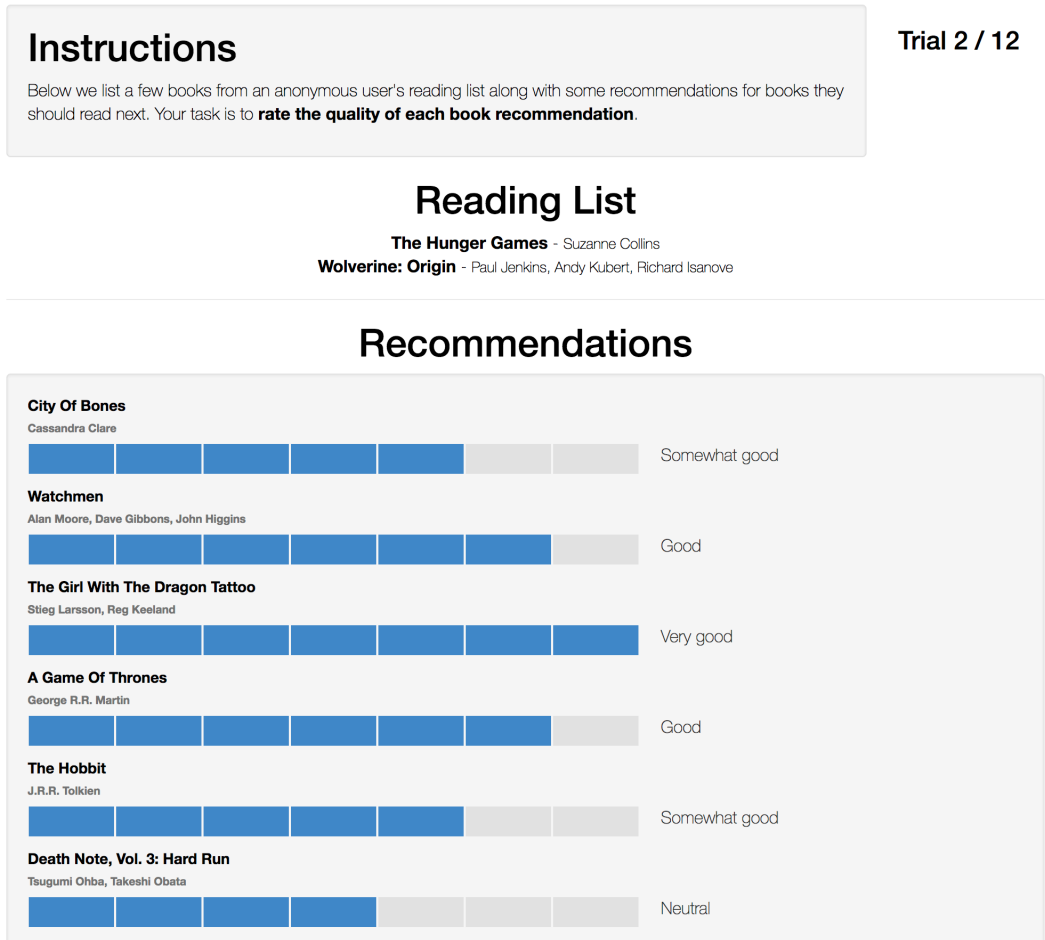 Instructions
Trial 2 / 12
Below we list a few books from an anonymous user's reading list along with some recommendations for books they
should read next. Your task is to rate the quality of each book recommendation.
Reading List
The Hunger Games - Suzanne Collins
Wolverine: Origin - Paul Jenkins, Andy Kubert, Richard Isanove
Recommendations
City Of Bones
Cassandra Clare
Somewhat good
Watchmen
Alan Moore, Dave Gibbons, John Higgins
Good
The Girl With The Dragon Tattoo
Stieg Larsson, Reg Keeland
Very good
A Game Of Thrones
George R.R. Martin
Good
The Hobbit
J.R.R. Tolkien
Somewhat good
Death Note, Vol. 3: Hard Run
Tsugumi Ohba, Takeshi Obata
Neutral